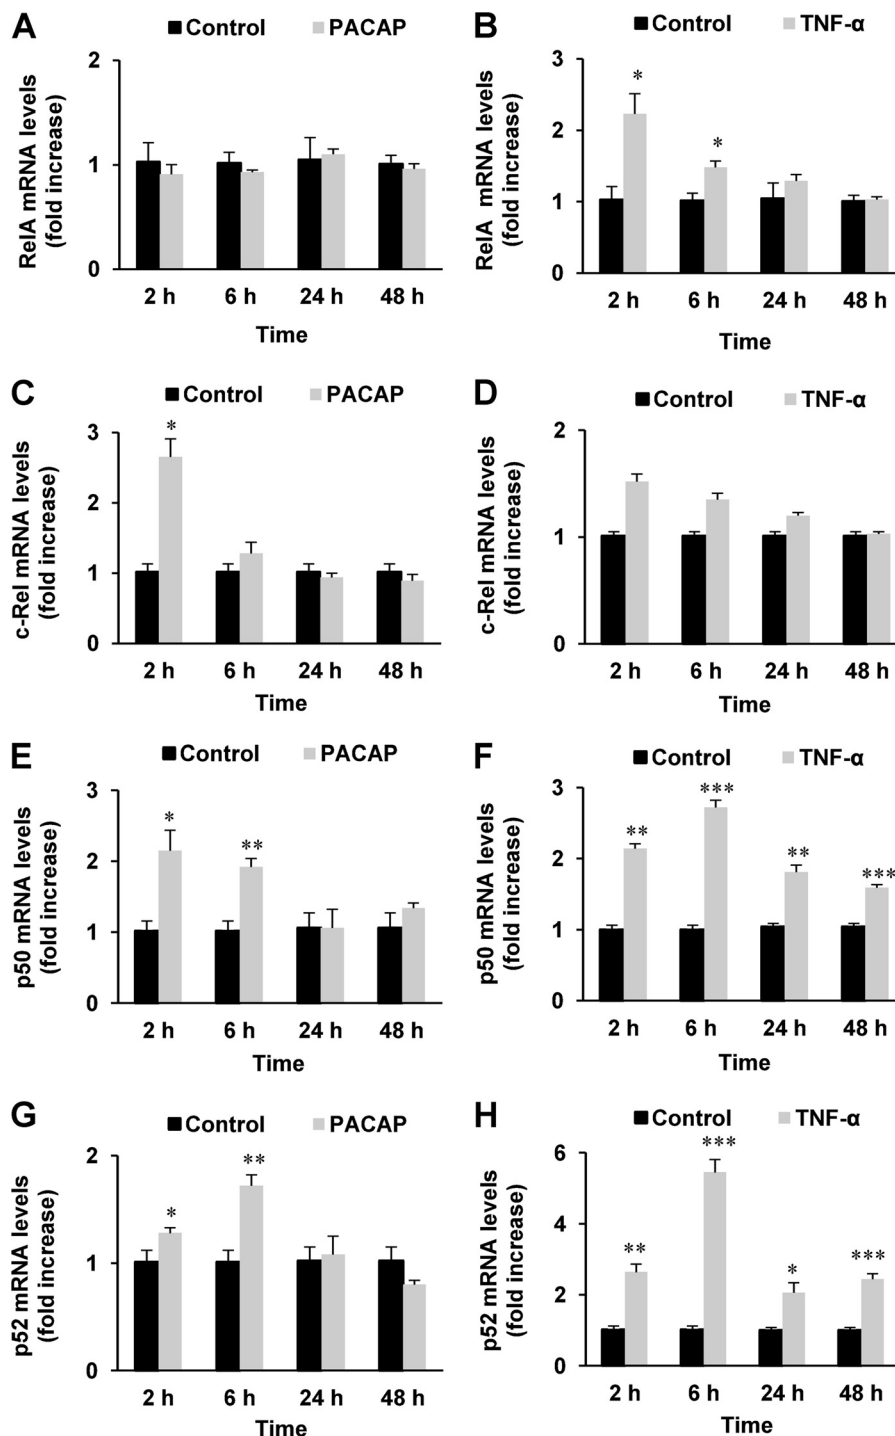 A
Control PACAP
RelA mRNA levels
(fold increase)
2
1
0
2 h 6 h 24 h 48 h
Time
*
B
Control TNF-α
RelA mRNA levels
(fold increase)
3
2
1
0
* *
2 h 6 h 24 h 48 h
Time
C
Control PACAP
c-Rel mRNA levels
(fold increase)
3
2
1
0
*
2 h 6 h 24 h 48 h
Time
D
Control TNF-α
c-Rel mRNA levels
(fold increase)
2
1
0
2 h 6 h 24 h 48 h
Time
E
Control PACAP
p50 mRNA levels
(fold increase)
3
2
1
0
* **
2 h 6 h 24 h 48 h
Time
F
Control TNF-α
p50 mRNA levels
(fold increase)
3
2
1
0
** *** ** ***
2 h 6 h 24 h 48 h
Time
G
Control PACAP
p52 mRNA levels
(fold increase)
2
1
0
* **
2 h 6 h 24 h 48 h
Time
H
Control TNF-α
p52 mRNA levels
(fold increase)
6
4
2
0
** *** * ***
2 h 6 h 24 h 48 h
Time